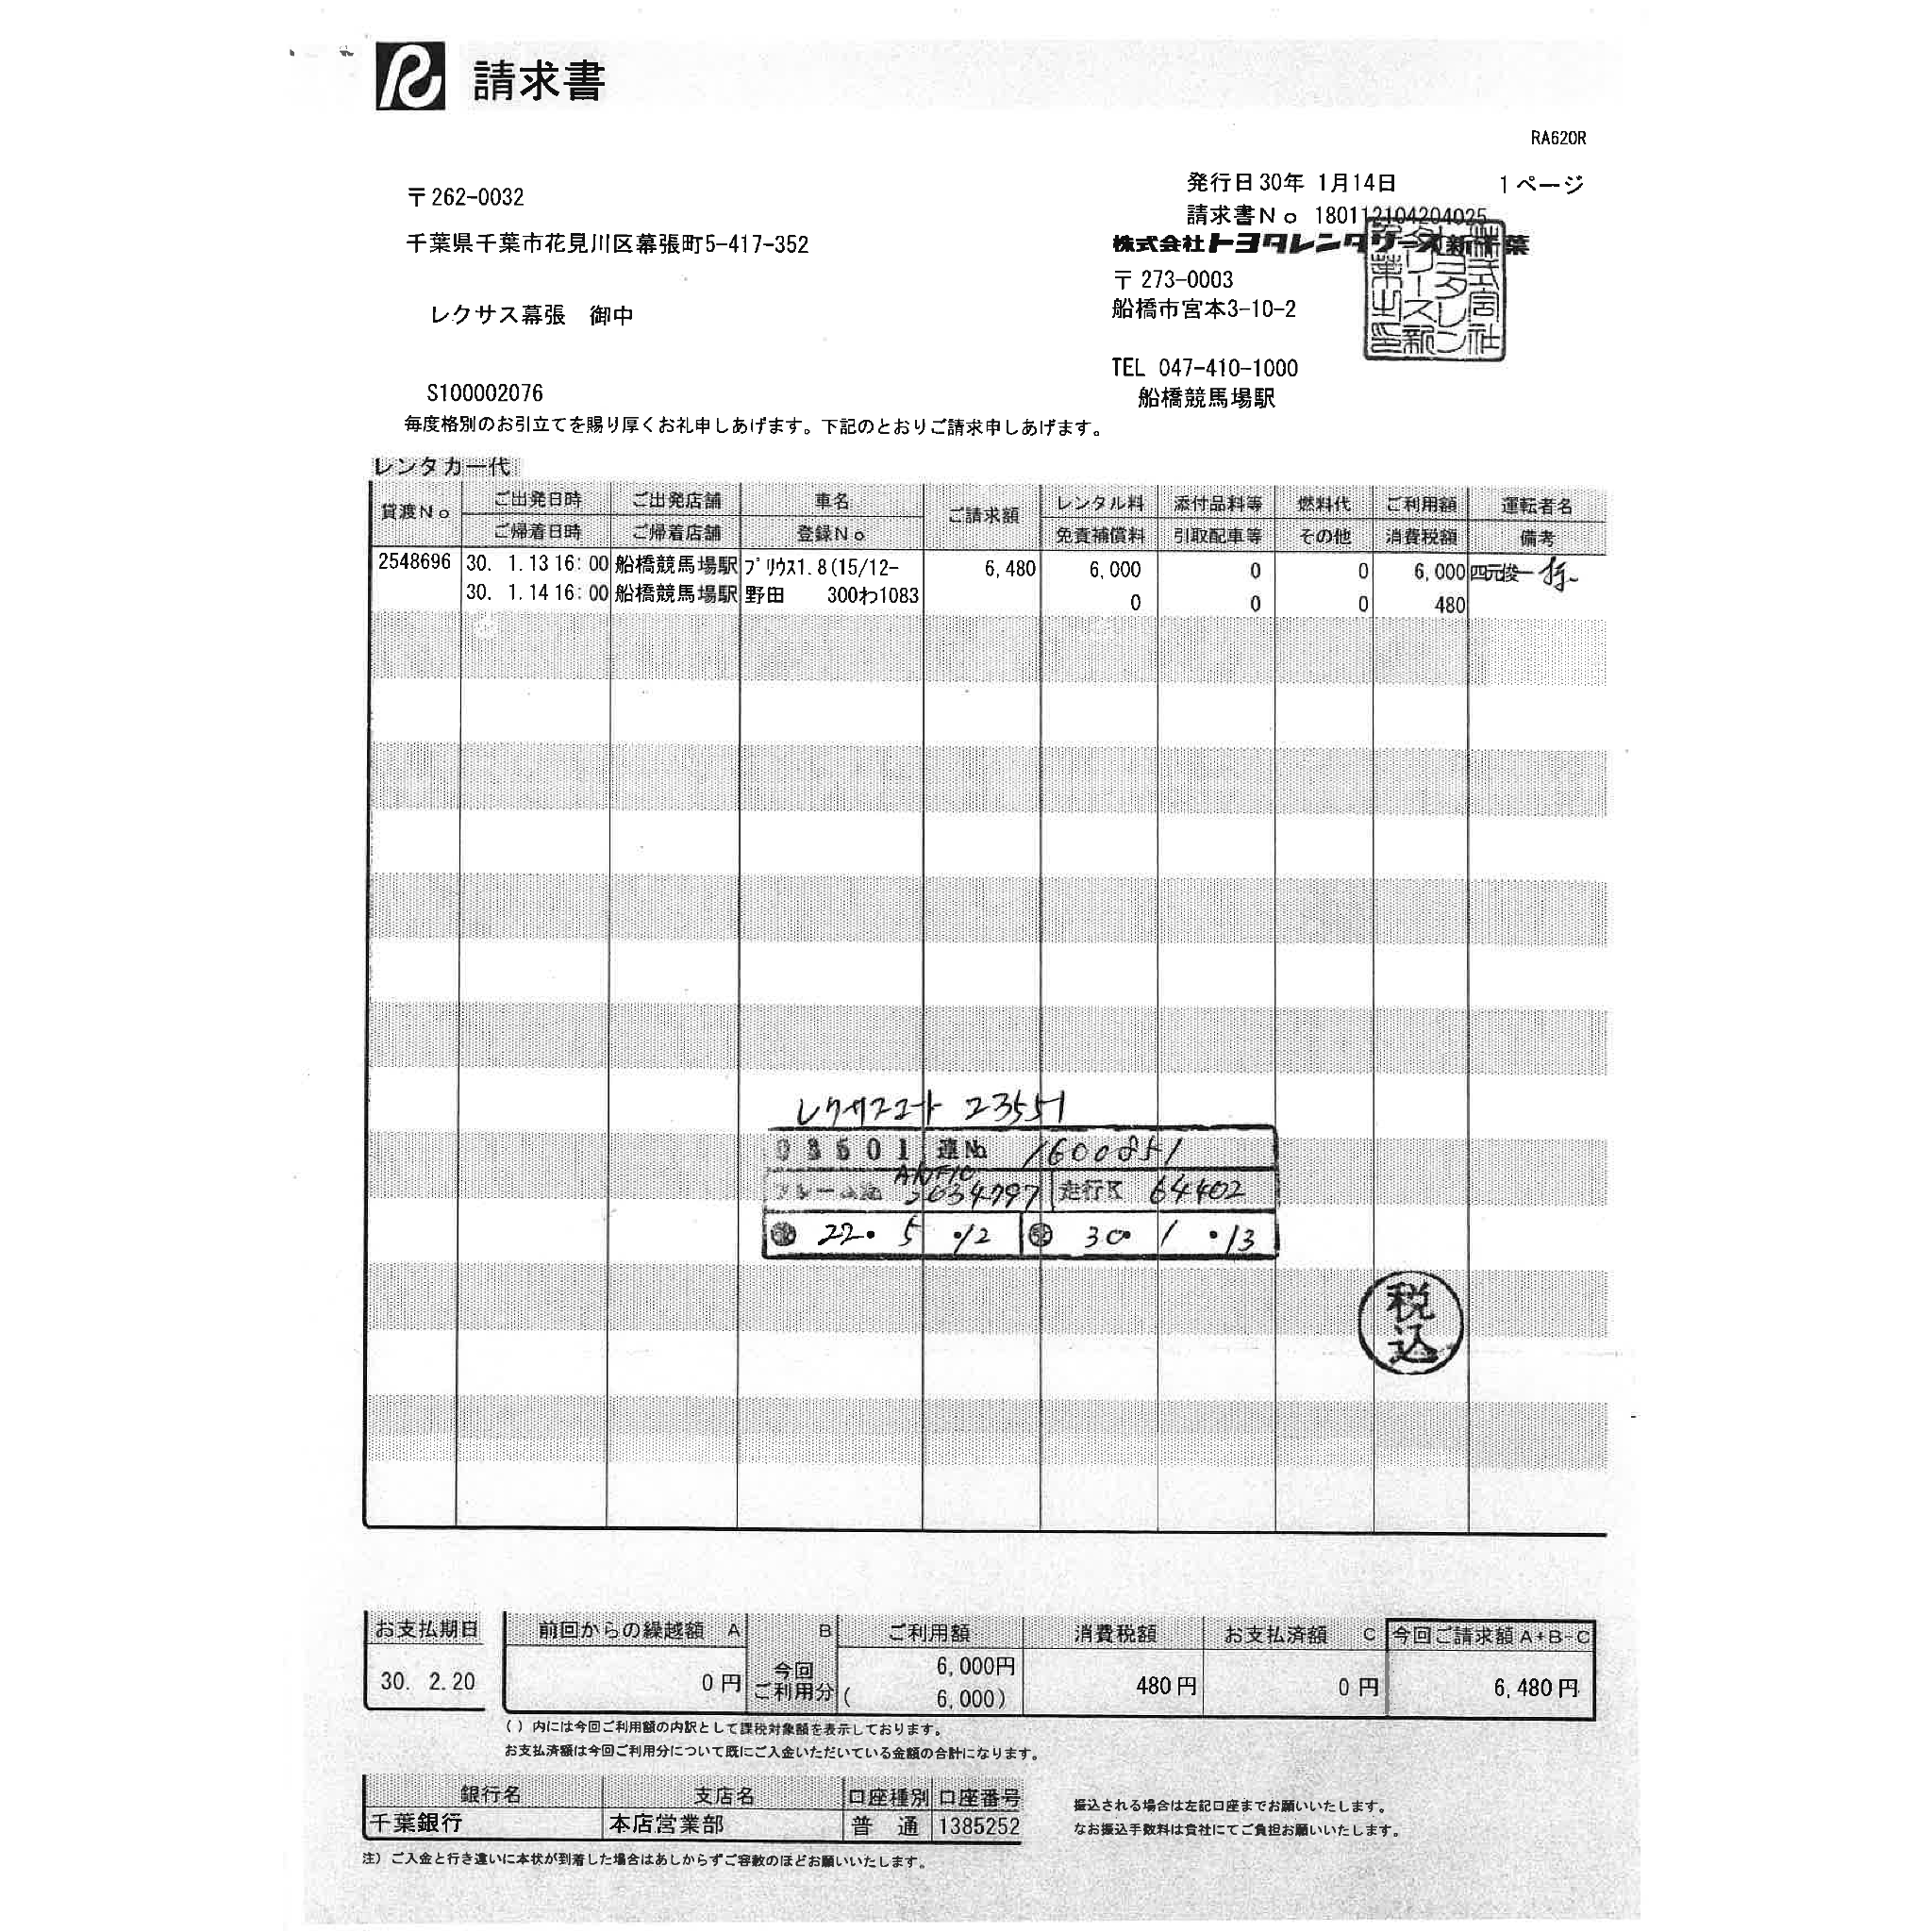 請求書
RA620R
〒262-0032
千葉県千葉市花見川区幕張町5-417-352
レクサス幕張 御中
S100002076
発行日30年 1月14日 1ページ
請求書No 180112104204025
株式会社トヨタレンタリース新千葉
〒273-0003
船橋市宮本3-10-2
TEL 047-410-1000
船橋競馬場駅
毎度格別のお引立てを賜り厚くお礼申しあげます。下記のとおりご請求申しあげます。
レンタカー代
貸渡No ご出発日時 ご出発店舗 車名 ご請求額 レンタル料 添付品料等 燃料代 ご利用額 運転者名
ご帰着日時 ご帰着店舗 登録No 免責補償料 引取配車等 その他 消費税額 備考
2548696 30. 1.13 16:00 船橋競馬場駅 ﾌﾟﾘｳｽ1.8(15/12- 6,480 6,000 0 0 6,000 四元俊一 様
30. 1.14 16:00 船橋競馬場駅 野田 300わ1083 0 0 0 480
レクサスコート 23551
03501 連No. 1600851
フレーム 2034797 走行K 64402
22・5・12 30・1・13
税込
お支払期日 前回からの繰越額 A B ご利用額 消費税額 お支払済額 C 今回ご請求額 A+B-C
30. 2.20 0円 今回ご利用分 6,000円 480円 0円 6,480円
( 6,000)
( )内には今回ご利用額の内訳として課税対象額を表示しております。
お支払済額は今回ご利用分について既にご入金いただいている金額の合計になります。
銀行名 支店名 口座種別 口座番号
千葉銀行 本店営業部 普通 1385252
振込される場合は左記口座までお願いいたします。
なお振込手数料は貴社にてご負担お願いいたします。
注)ご入金と行き違いに本状が到着した場合はあしからずご容赦のほどお願いいたします。